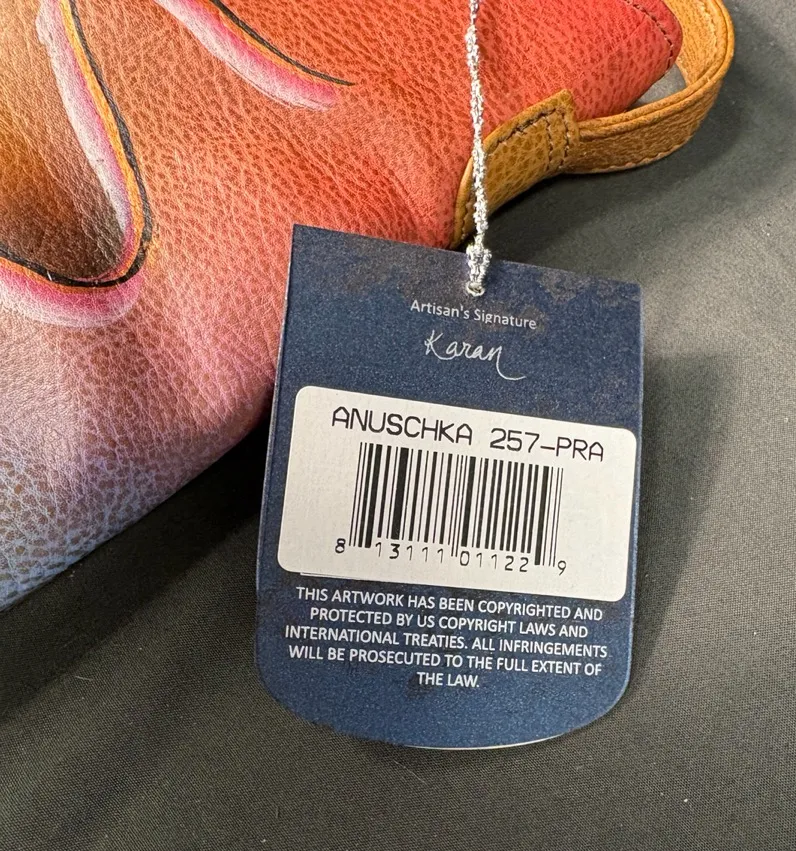 Artisan's Signature
Karan
ANUSCHKA 257-PRA
8 13111 01122 9
THIS ARTWORK HAS BEEN COPYRIGHTED AND
PROTECTED BY US COPYRIGHT LAWS AND
INTERNATIONAL TREATIES. ALL INFRINGEMENTS
WILL BE PROSECUTED TO THE FULL EXTENT OF
THE LAW.